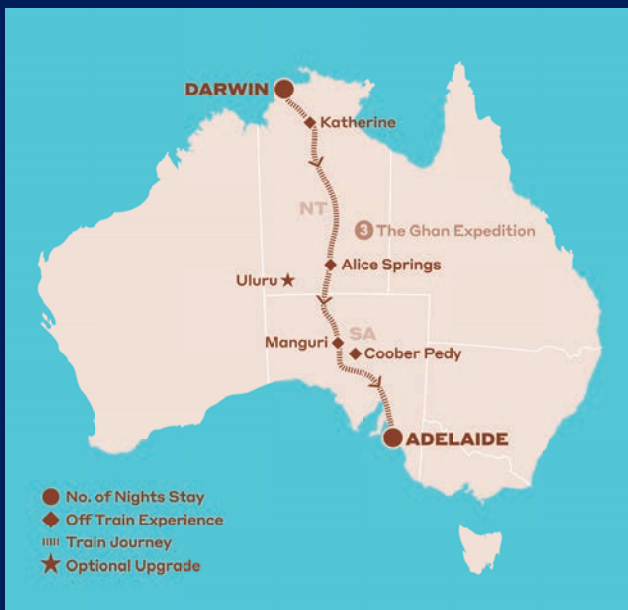 DARWIN
Katherine
NT
3 The Ghan Expedition
Alice Springs
Uluru
Manguri
SA
Coober Pedy
ADELAIDE
No. of Nights Stay
Off Train Experience
Train Journey
Optional Upgrade